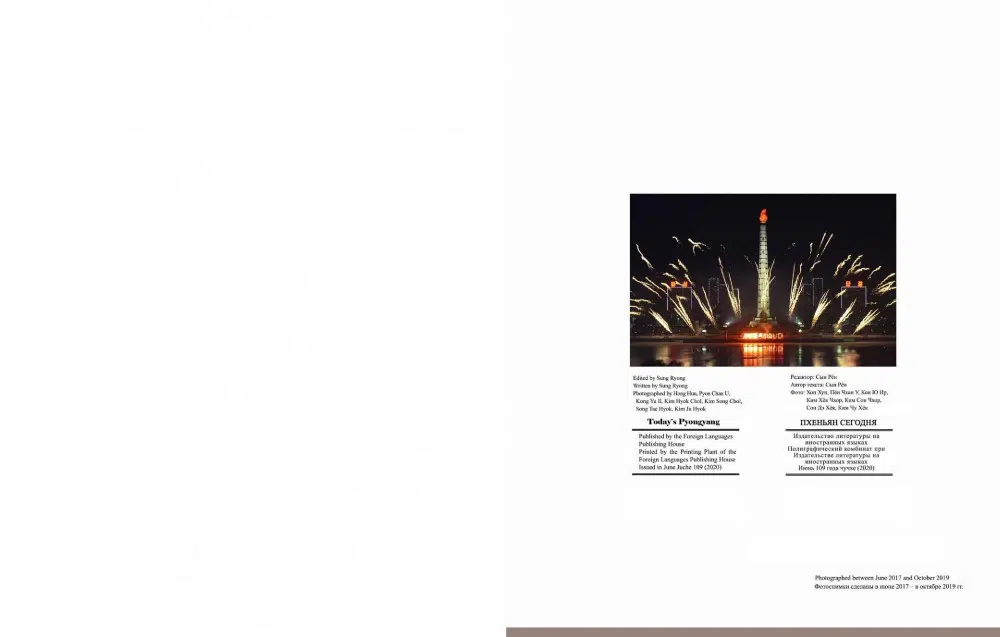 Edited by Sung Ryong
Written by Sung Ryong
Photographed by Hong Hun, Pyon Chan U,
Kong Yu Il, Kim Hyok Chol, Kim Song Chol,
Song Tae Hyok, Kim Ju Hyok
Today's Pyongyang
Published by the Foreign Languages
Publishing House
Printed by the Printing Plant of the
Foreign Languages Publishing House
Issued in June Juche 109 (2020)
Редактор: Сын Рён
Автор текста: Сын Рён
Фото: Хон Хун, Пён Чхан У, Кон Ю Ир,
Ким Хёк Чхор, Ким Сон Чхор,
Сон Дэ Хёк, Ким Чу Хёк
ПХЕНЬЯН СЕГОДНЯ
Издательство литературы на
иностранных языках
Полиграфический комбинат при
Издательстве литературы на
иностранных языках
Июнь 109 года чучхе (2020)
Photographed between June 2017 and October 2019
Фотоснимки сделаны в июне 2017 – в октябре 2019 гг.